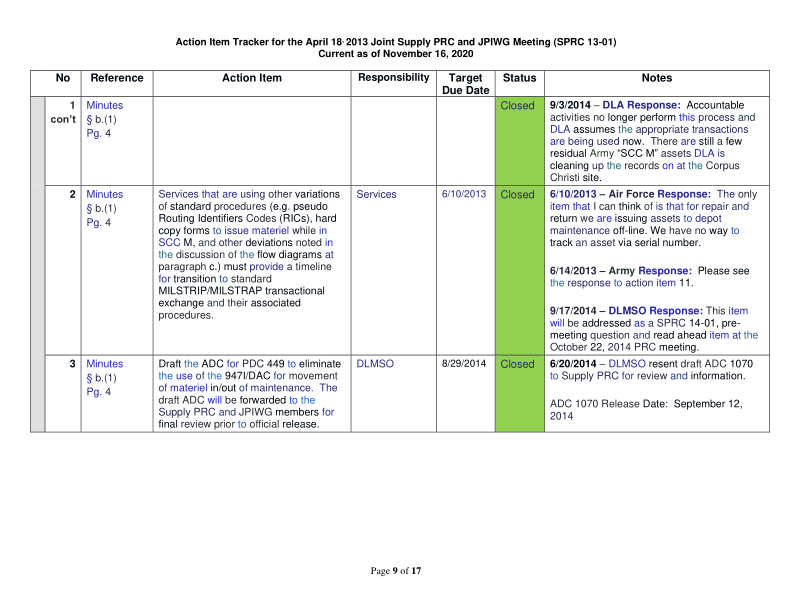 Action Item Tracker for the April 18, 2013 Joint Supply PRC and JPIWG Meeting (SPRC 13-01)
Current as of November 16, 2020
No Reference Action Item Responsibility Target Due Date Status Notes
1 con't
Minutes
§ b.(1)
Pg. 4
Closed
9/3/2014 – DLA Response: Accountable
activities no longer perform this process and
DLA assumes the appropriate transactions
are being used now. There are still a few
residual Army “SCC M” assets DLA is
cleaning up the records on at the Corpus
Christi site.
2
Minutes
§ b.(1)
Pg. 4
Services that are using other variations
of standard procedures (e.g. pseudo
Routing Identifiers Codes (RICs), hard
copy forms to issue materiel while in
SCC M, and other deviations noted in
the discussion of the flow diagrams at
paragraph c.) must provide a timeline
for transition to standard
MILSTRIP/MILSTRAP transactional
exchange and their associated
procedures.
Services
6/10/2013
Closed
6/10/2013 – Air Force Response: The only
item that I can think of is that for repair and
return we are issuing assets to depot
maintenance off-line. We have no way to
track an asset via serial number.
6/14/2013 – Army Response: Please see
the response to action item 11.
9/17/2014 – DLMSO Response: This item
will be addressed as a SPRC 14-01, pre-
meeting question and read ahead item at the
October 22, 2014 PRC meeting.
3
Minutes
§ b.(1)
Pg. 4
Draft the ADC for PDC 449 to eliminate
the use of the 947I/DAC for movement
of materiel in/out of maintenance. The
draft ADC will be forwarded to the
Supply PRC and JPIWG members for
final review prior to official release.
DLMSO
8/29/2014
Closed
6/20/2014 – DLMSO resent draft ADC 1070
to Supply PRC for review and information.
ADC 1070 Release Date: September 12,
2014
Page 9 of 17